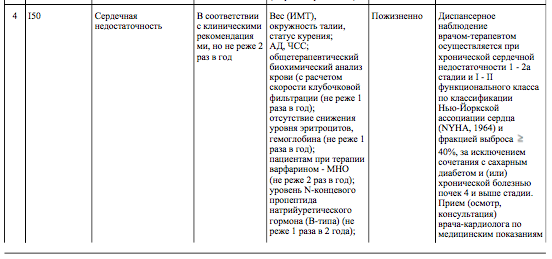 4
I50
Сердечная
недостаточность
В соответствии
с клиническими
рекомендация
ми, но не реже 2
раз в год
Вес (ИМТ),
окружность талии,
статус курения;
АД, ЧСС;
общетерапевтический
биохимический анализ
крови (с расчетом
скорости клубочковой
фильтрации (не реже 1
раза в год);
отсутствие снижения
уровня эритроцитов,
гемоглобина (не реже 1
раза в год);
пациентам при терапии
варфарином - МНО
(не реже 2 раз в год);
уровень N-концевого
пропептида
натрийуретического
гормона (B-типа) (не
реже 1 раза в 2 года);
Пожизненно
Диспансерное
наблюдение
врачом-терапевтом
осуществляется при
хронической сердечной
недостаточности 1 - 2а
стадии и I - II
функционального класса
по классификации
Нью-Йоркской
ассоциации сердца
(NYHA, 1964) и
фракцией выброса ≥
40%, за исключением
сочетания с сахарным
диабетом и (или)
хронической болезнью
почек 4 и выше стадии.
Прием (осмотр,
консультация)
врача-кардиолога по
медицинским показаниям